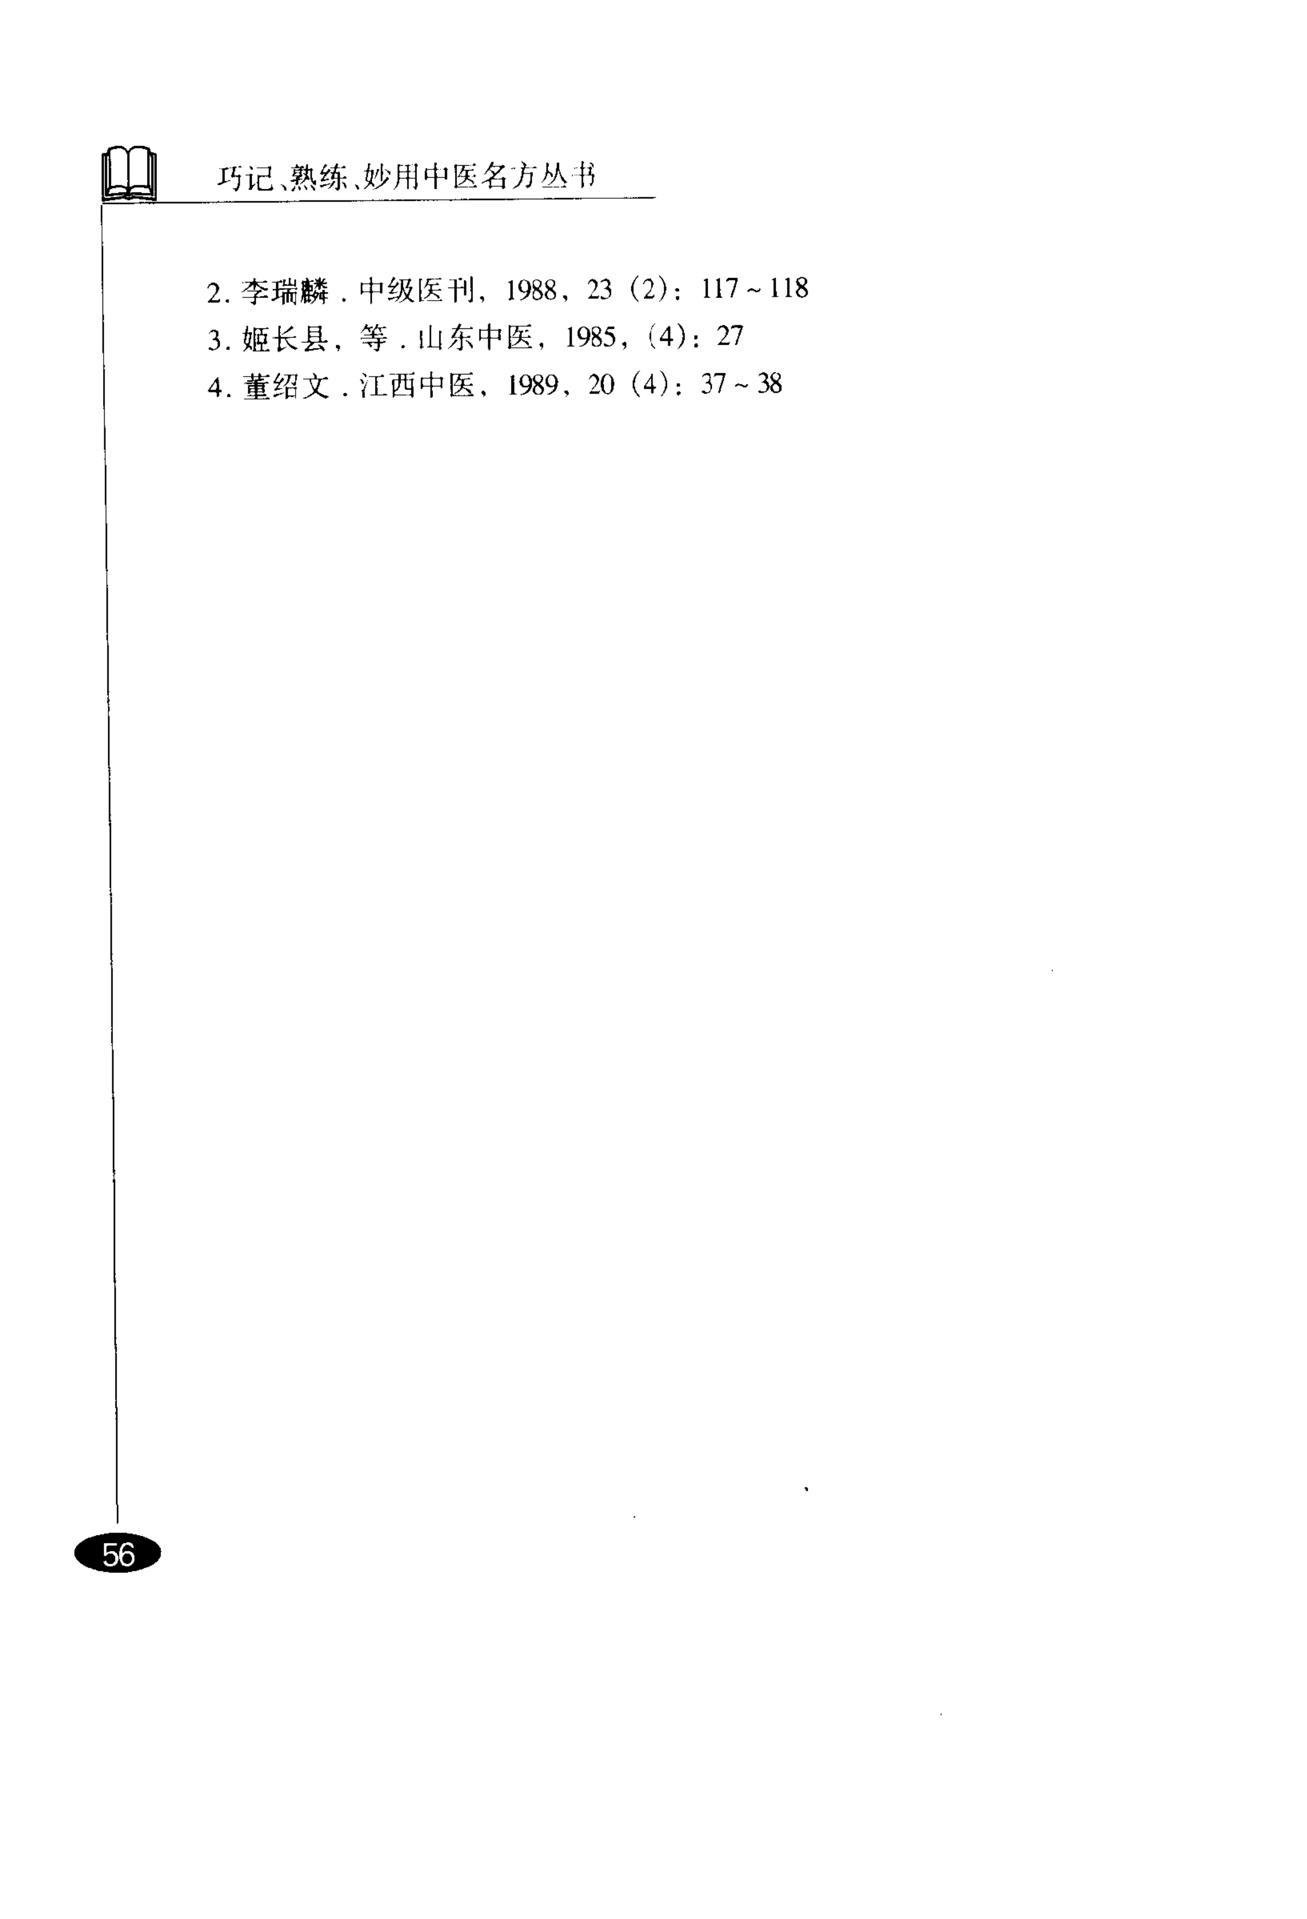 巧记、熟练、妙用中医名方丛书
2. 李瑞麟．中级医刊，1988，23（2）：117～118
3. 姬长县，等．山东中医，1985，（4）：27
4. 董绍文．江西中医，1989，20（4）：37～38
56